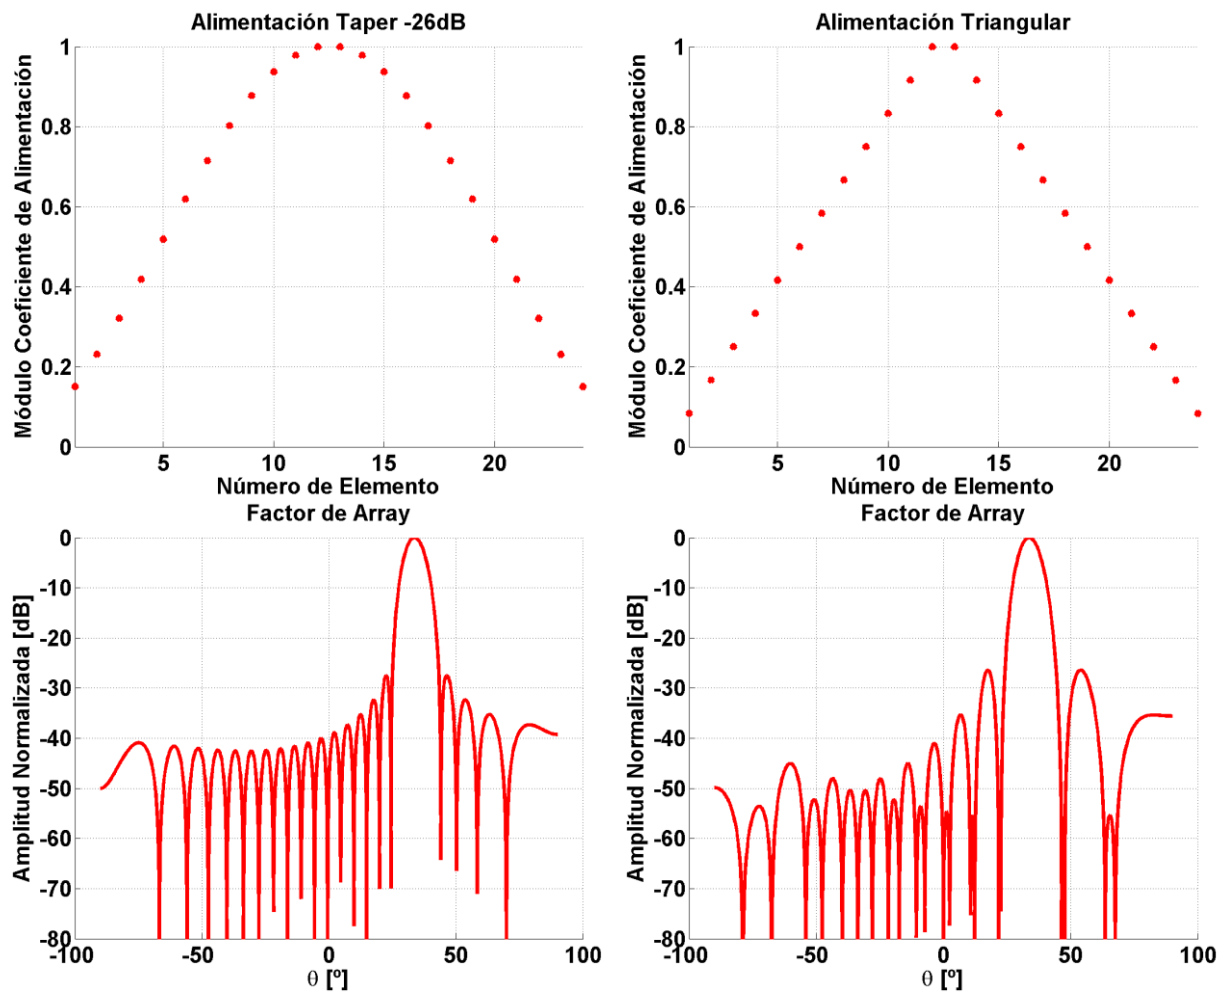 Alimentación Taper -26dB
Módulo Coeficiente de Alimentación
1
0.8
0.6
0.4
0.2
0
5 10 15 20
Número de Elemento
Alimentación Triangular
Módulo Coeficiente de Alimentación
1
0.8
0.6
0.4
0.2
0
5 10 15 20
Número de Elemento
Factor de Array
Amplitud Normalizada [dB]
0
-10
-20
-30
-40
-50
-60
-70
-80
-100 -50 0 50 100
θ [º]
Factor de Array
Amplitud Normalizada [dB]
0
-10
-20
-30
-40
-50
-60
-70
-80
-100 -50 0 50 100
θ [º]